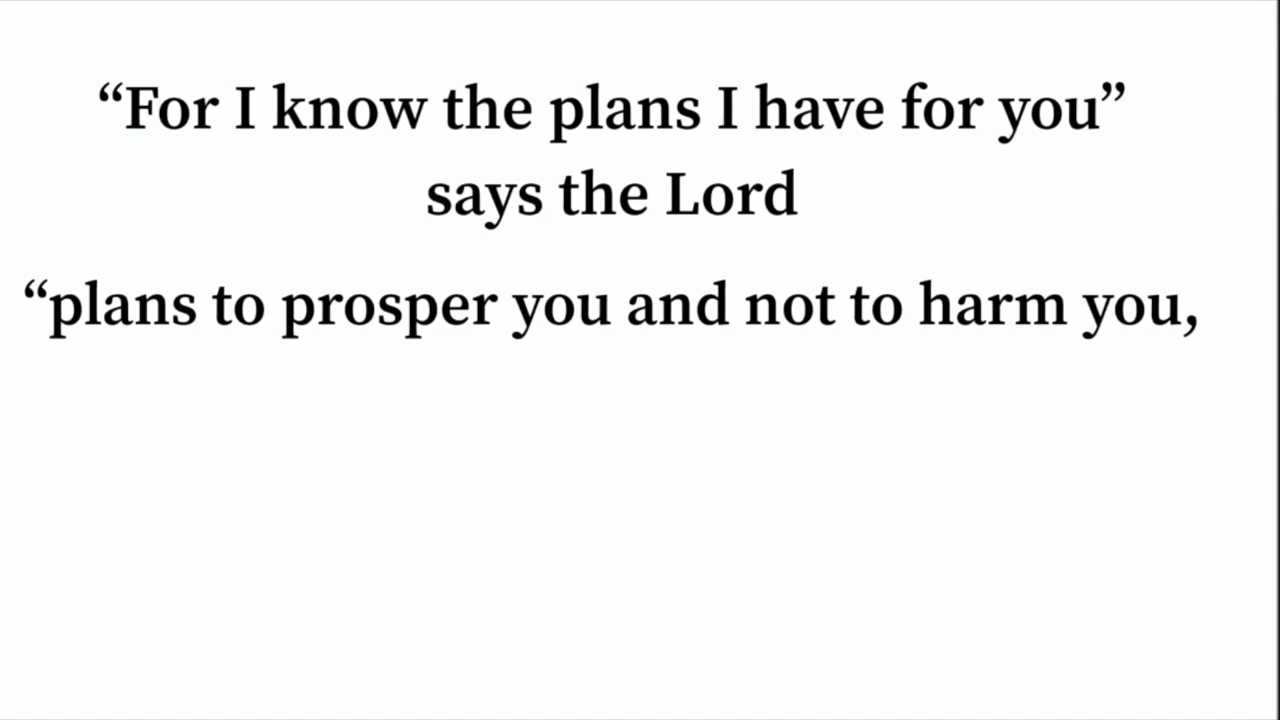 “For I know the plans I have for you”
says the Lord
“plans to prosper you and not to harm you,